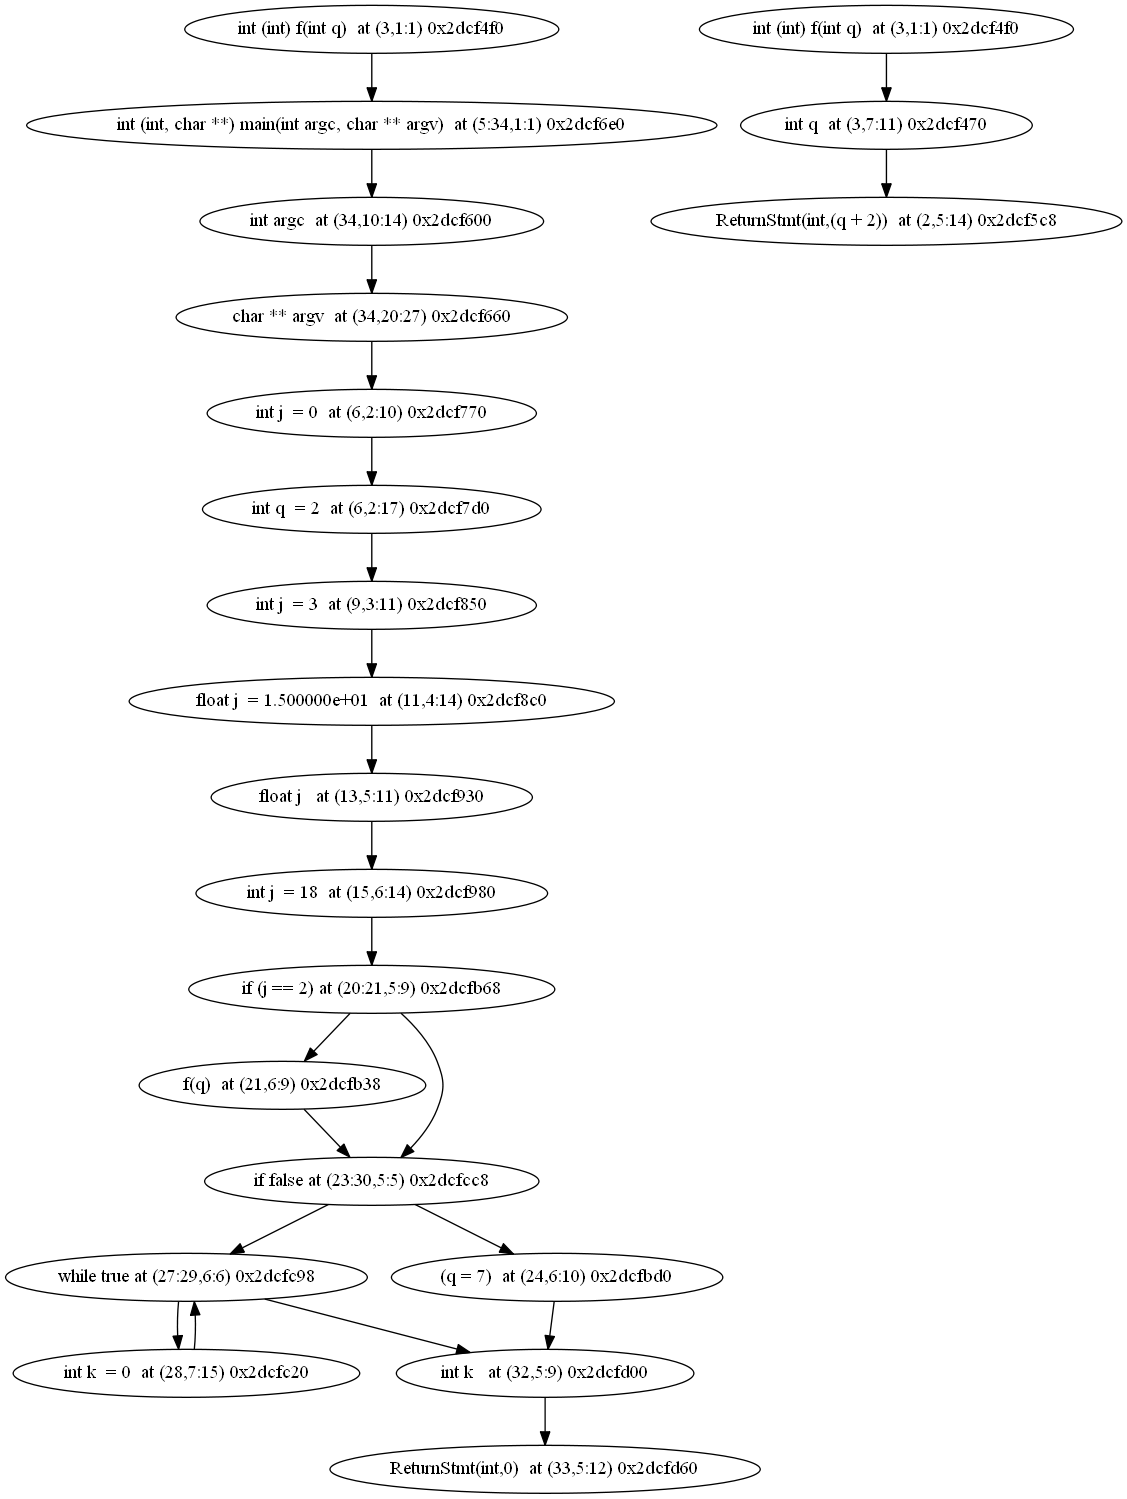 int (int) f(int q)  at (3,1:1) 0x2dcf4f0
int (int) f(int q)  at (3,1:1) 0x2dcf4f0
int (int, char **) main(int argc, char ** argv)  at (5:34,1:1) 0x2dcf6e0
int q  at (3,7:11) 0x2dcf470
int argc  at (34,10:14) 0x2dcf600
ReturnStmt(int,(q + 2))  at (2,5:14) 0x2dcf5c8
char ** argv  at (34,20:27) 0x2dcf660
int j  = 0  at (6,2:10) 0x2dcf770
int q  = 2  at (6,2:17) 0x2dcf7d0
int j  = 3  at (9,3:11) 0x2dcf850
float j  = 1.500000e+01  at (11,4:14) 0x2dcf8c0
float j   at (13,5:11) 0x2dcf930
int j  = 18  at (15,6:14) 0x2dcf980
if (j == 2) at (20:21,5:9) 0x2dcfb68
f(q)  at (21,6:9) 0x2dcfb38
if false at (23:30,5:5) 0x2dcfcc8
while true at (27:29,6:6) 0x2dcfc98
(q = 7)  at (24,6:10) 0x2dcfbd0
int k  = 0  at (28,7:15) 0x2dcfc20
int k   at (32,5:9) 0x2dcfd00
ReturnStmt(int,0)  at (33,5:12) 0x2dcfd60